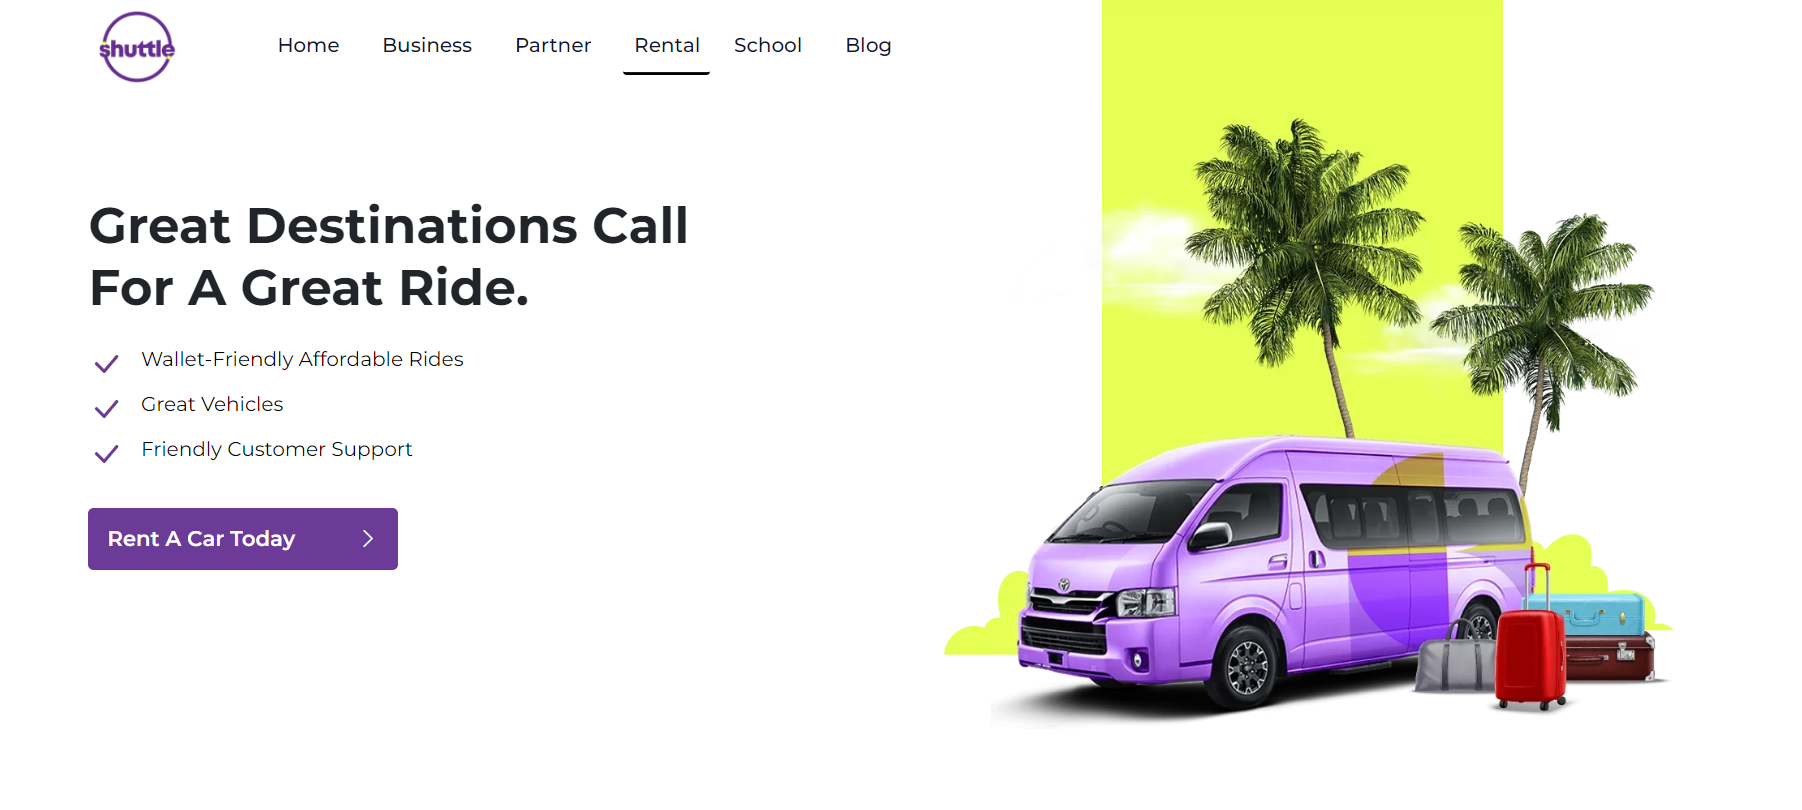 shuttle
Home Business Partner Rental School Blog
Great Destinations Call
For A Great Ride.
Wallet-Friendly Affordable Rides
Great Vehicles
Friendly Customer Support
Rent A Car Today